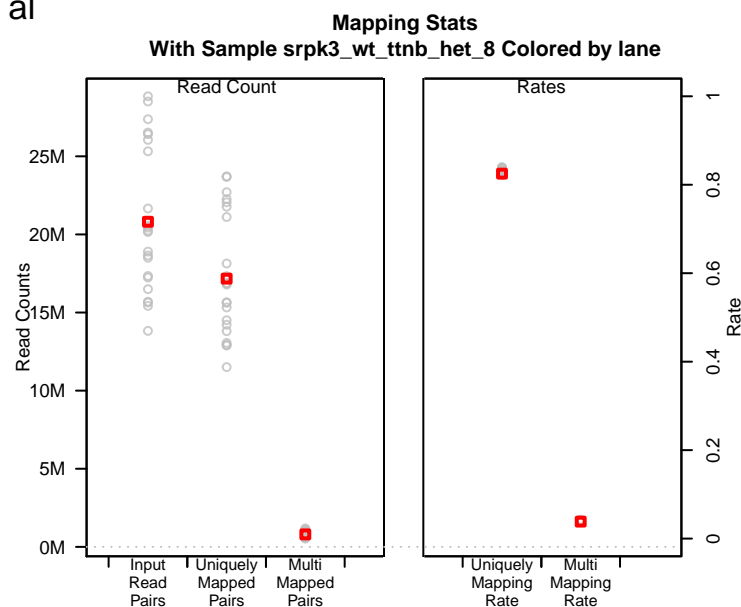 al
Mapping Stats
With Sample srpk3_wt_ttnb_het_8 Colored by lane
Read Count
Rates
Read Counts
25M
20M
15M
10M
5M
0M
Input
Read
Pairs
Uniquely
Mapped
Pairs
Multi
Mapped
Pairs
Uniquely
Mapping
Rate
Multi
Mapping
Rate
1
0.8
0.6
0.4
0.2
0
Rate